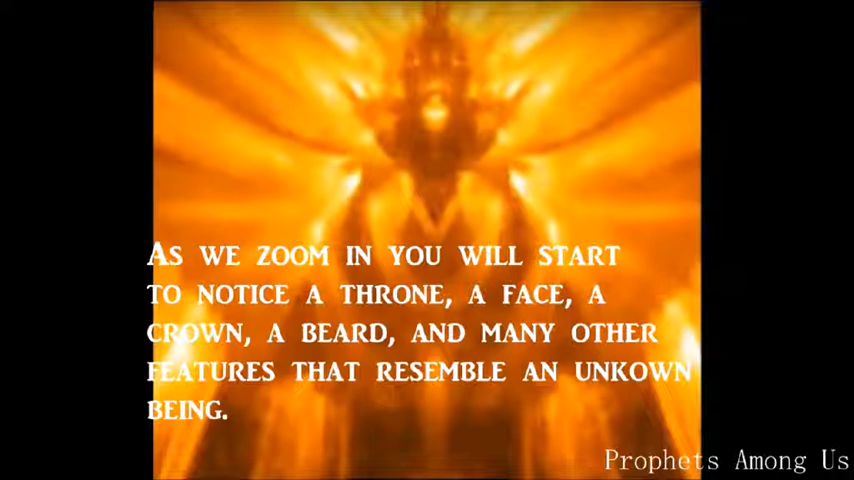 As we zoom in you will start
to notice a throne, a face, a
crown, a beard, and many other
features that resemble an unkown
being.
Prophets Among Us